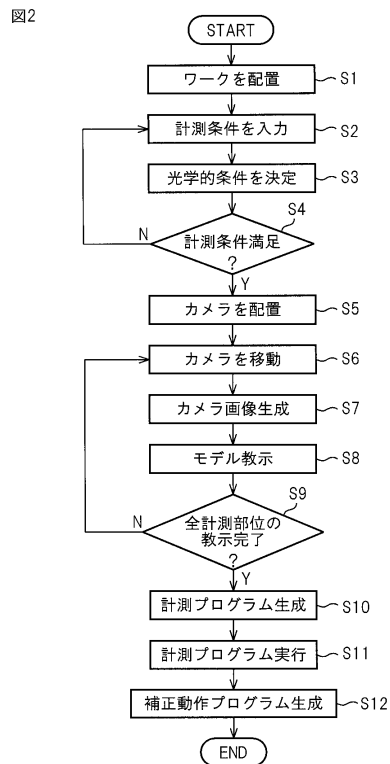 図2
START
ワークを配置
S1
計測条件を入力
S2
光学的条件を決定
S3
S4
N
計測条件満足
?
Y
カメラを配置
S5
カメラを移動
S6
カメラ画像生成
S7
モデル教示
S8
S9
N
全計測部位の
教示完了
?
Y
計測プログラム生成
S10
計測プログラム実行
S11
補正動作プログラム生成
S12
END